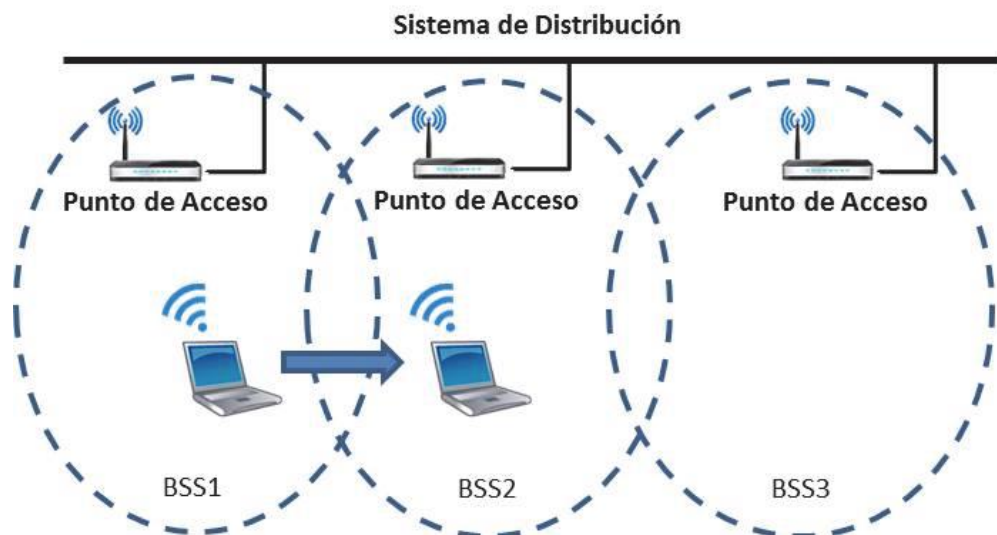 Sistema de Distribución
Punto de Acceso
Punto de Acceso
Punto de Acceso
BSS1
BSS2
BSS3